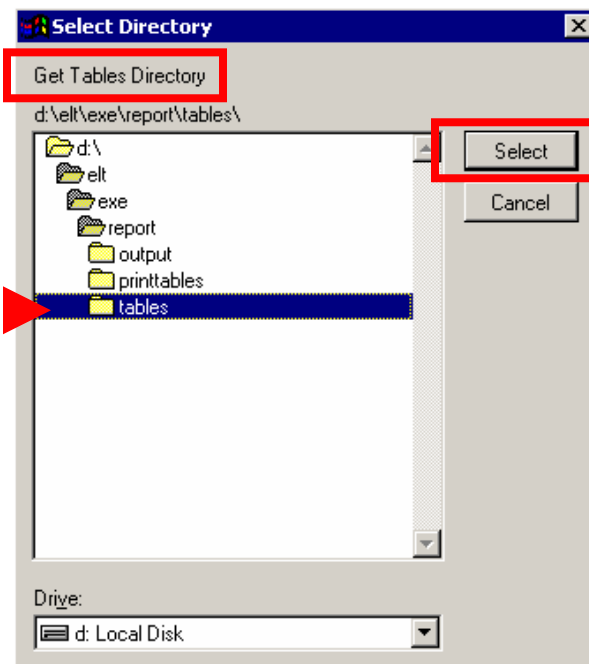 Select Directory
Get Tables Directory
d:\elt\exe\report\tables\
d:\
elt
exe
report
output
printtables
tables
Select
Cancel
Drive:
d: Local Disk